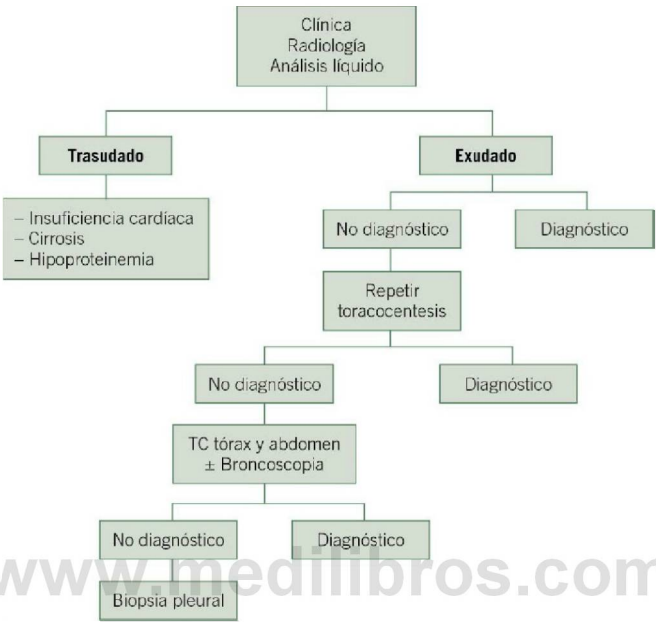 Clínica
Radiología
Análisis líquido
Trasudado
Exudado
– Insuficiencia cardíaca
– Cirrosis
– Hipoproteinemia
No diagnóstico
Diagnóstico
Repetir
toracocentesis
No diagnóstico
Diagnóstico
TC tórax y abdomen
± Broncoscopia
No diagnóstico
Diagnóstico
www.medilibros.com
Biopsia pleural